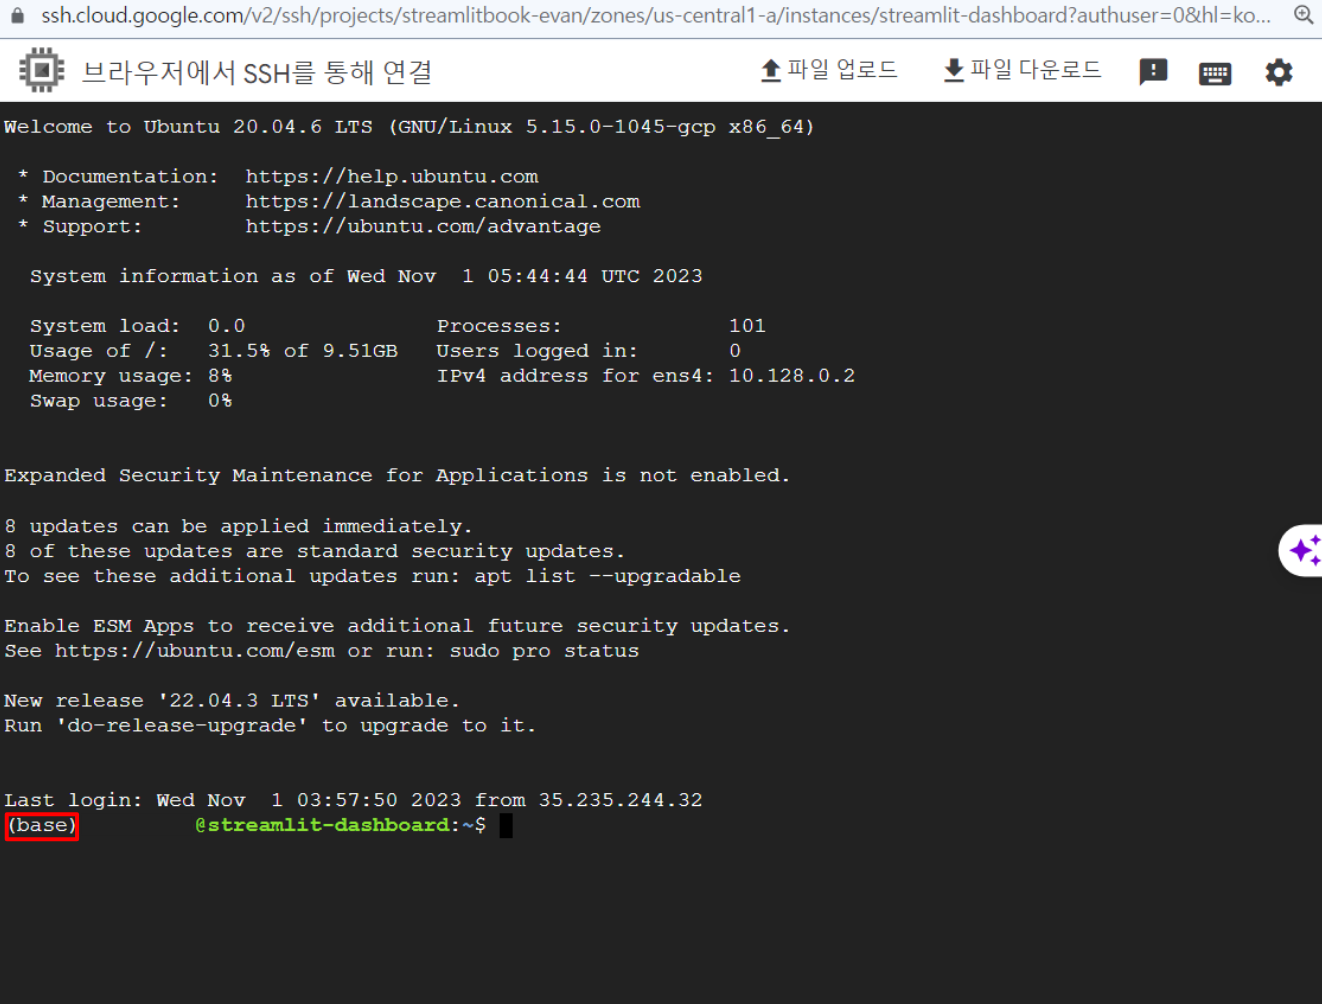 ssh.cloud.google.com/v2/ssh/projects/streamlitbook-evan/zones/us-central1-a/instances/streamlit-dashboard?authuser=0&hl=ko...
브라우저에서 SSH를 통해 연결 파일 업로드 파일 다운로드
Welcome to Ubuntu 20.04.6 LTS (GNU/Linux 5.15.0-1045-gcp x86_64)
* Documentation: https://help.ubuntu.com
* Management: https://landscape.canonical.com
* Support: https://ubuntu.com/advantage
System information as of Wed Nov 1 05:44:44 UTC 2023
System load: 0.0 Processes: 101
Usage of /: 31.5% of 9.51GB Users logged in: 0
Memory usage: 8% IPv4 address for ens4: 10.128.0.2
Swap usage: 0%
Expanded Security Maintenance for Applications is not enabled.
8 updates can be applied immediately.
8 of these updates are standard security updates.
To see these additional updates run: apt list --upgradable
Enable ESM Apps to receive additional future security updates.
See https://ubuntu.com/esm or run: sudo pro status
New release '22.04.3 LTS' available.
Run 'do-release-upgrade' to upgrade to it.
Last login: Wed Nov 1 03:57:50 2023 from 35.235.244.32
(base) @streamlit-dashboard:~$